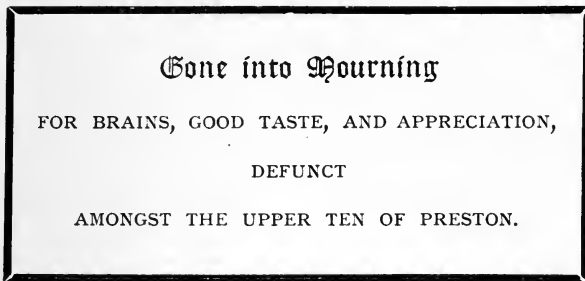 Gone into Mourning
FOR BRAINS, GOOD TASTE, AND APPRECIATION,
DEFUNCT
AMONGST THE UPPER TEN OF PRESTON.